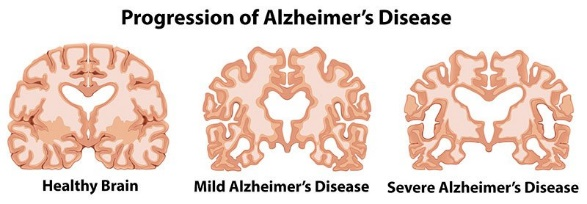 Progression of Alzheimer's Disease
Healthy Brain
Mild Alzheimer's Disease
Severe Alzheimer's Disease